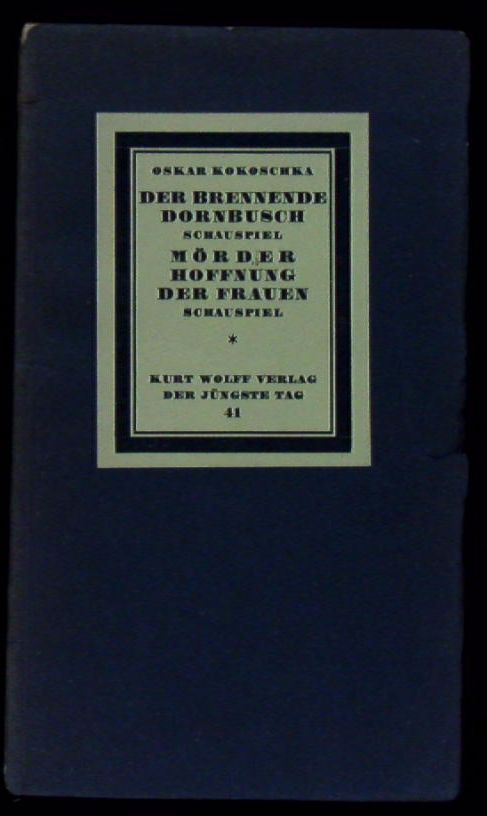 OSKAR KOKOSCHKA
DER BRENNENDE
DORNBUSCH
SCHAUSPIEL
MÖRDER
HOFFNUNG
DER FRAUEN
SCHAUSPIEL
*
KURT WOLFF VERLAG
DER JÜNGSTE TAG
41